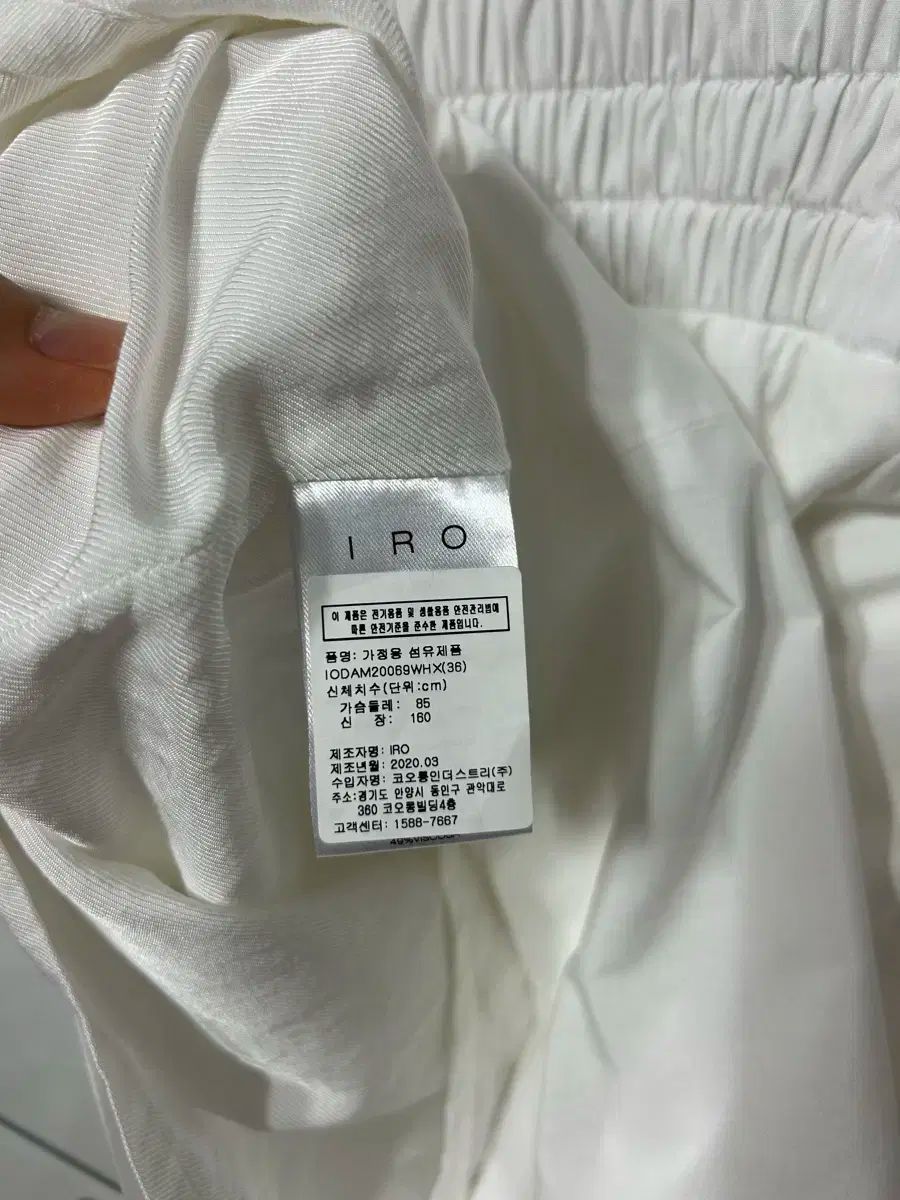 IRO
이 제품은 전기용품 및 생활용품 안전관리법에
따른 안전기준을 준수한 제품입니다.
품명: 가정용 섬유제품
IODAM20069WHX(36)
신체치수(단위:cm)
가슴둘레: 85
신 장: 160
제조자명: IRO
제조년월: 2020.03
수입자명: 코오롱인더스트리(주)
주소:경기도 안양시 동인구 관악대로
360 코오롱빌딩4층
고객센터: 1588-7667